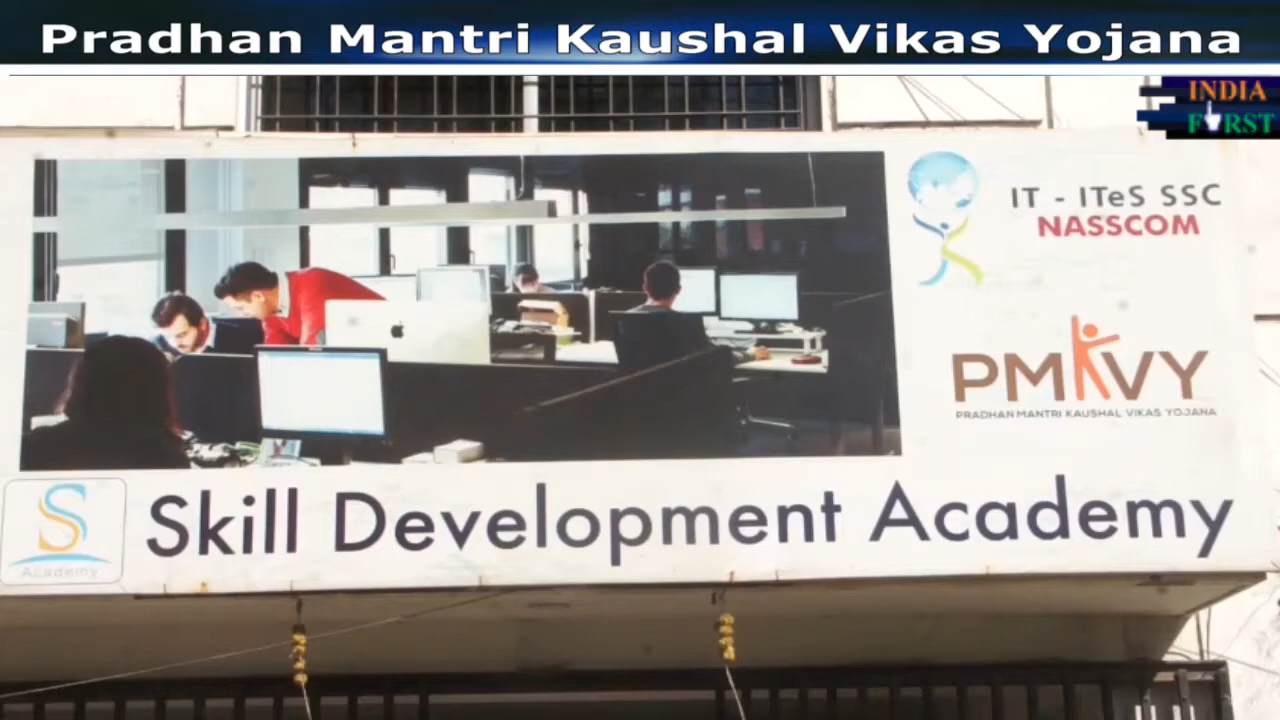 Pradhan Mantri Kaushal Vikas Yojana
INDIA
FIRST
IT - ITeS SSC
NASSCOM
PMKVY
PRADHAN MANTRI KAUSHAL VIKAS YOJANA
S
Academy
Skill Development Academy